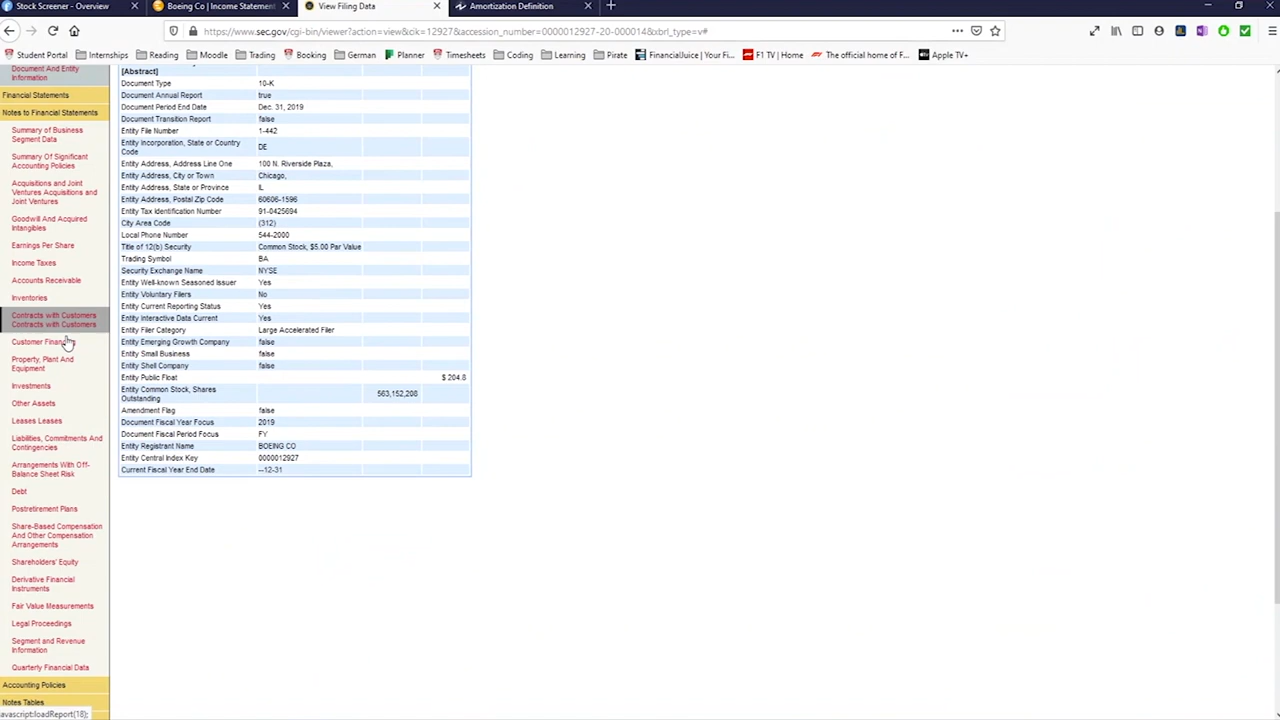 Stock Screener - Overview
Boeing Co | Income Statement
View Filing Data
Amortization Definition
https://www.sec.gov/cgi-bin/viewer?action=view&cik=12927&accession_number=0000012927-20-000014&xbrl_type=v#
Student Portal
Internships
Reading
Moodle
Trading
Booking
German
Planner
Timesheets
Coding
Learning
Pirate
FinancialJuice | Your Fi...
F1 TV | Home
The official home of F...
Apple TV+
Document And Entity
Information
Financial Statements
Notes to Financial Statements
Summary of Business
Segment Data
Summary Of Significant
Accounting Policies
Acquisitions and Joint
Ventures Acquisitions and
Joint Ventures
Goodwill And Acquired
Intangibles
Earnings Per Share
Income Taxes
Accounts Receivable
Inventories
Contracts with Customers
Contracts with Customers
Customer Financing
Property, Plant And
Equipment
Investments
Other Assets
Leases Leases
Liabilities, Commitments And
Contingencies
Arrangements With Off-
Balance Sheet Risk
Debt
Postretirement Plans
Share-Based Compensation
And Other Compensation
Arrangements
Shareholders' Equity
Derivative Financial
Instruments
Fair Value Measurements
Legal Proceedings
Segment and Revenue
Information
Quarterly Financial Data
Accounting Policies
Notes Tables
avascript:loadReport(18);
[Abstract]
Document Type 10-K
Document Annual Report true
Document Period End Date Dec. 31, 2019
Document Transition Report false
Entity File Number 1-442
Entity Incorporation, State or Country
Code DE
Entity Address, Address Line One 100 N. Riverside Plaza,
Entity Address, City or Town Chicago,
Entity Address, State or Province IL
Entity Address, Postal Zip Code 60606-1596
Entity Tax Identification Number 91-0425694
City Area Code (312)
Local Phone Number 544-2000
Title of 12(b) Security Common Stock, $5.00 Par Value
Trading Symbol BA
Security Exchange Name NYSE
Entity Well-known Seasoned Issuer Yes
Entity Voluntary Filers No
Entity Current Reporting Status Yes
Entity Interactive Data Current Yes
Entity Filer Category Large Accelerated Filer
Entity Emerging Growth Company false
Entity Small Business false
Entity Shell Company false
Entity Public Float $ 204.8
Entity Common Stock, Shares
Outstanding 563,152,208
Amendment Flag false
Document Fiscal Year Focus 2019
Document Fiscal Period Focus FY
Entity Registrant Name BOEING CO
Entity Central Index Key 0000012927
Current Fiscal Year End Date --12-31